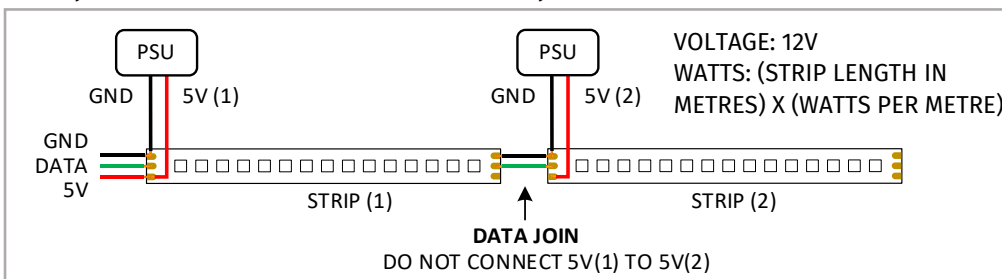 PSU
GND
5V (1)
PSU
GND
5V (2)
VOLTAGE: 12V
WATTS: (STRIP LENGTH IN
METRES) X (WATTS PER METRE)
GND
DATA
5V
STRIP (1)
STRIP (2)
DATA JOIN
DO NOT CONNECT 5V(1) TO 5V(2)